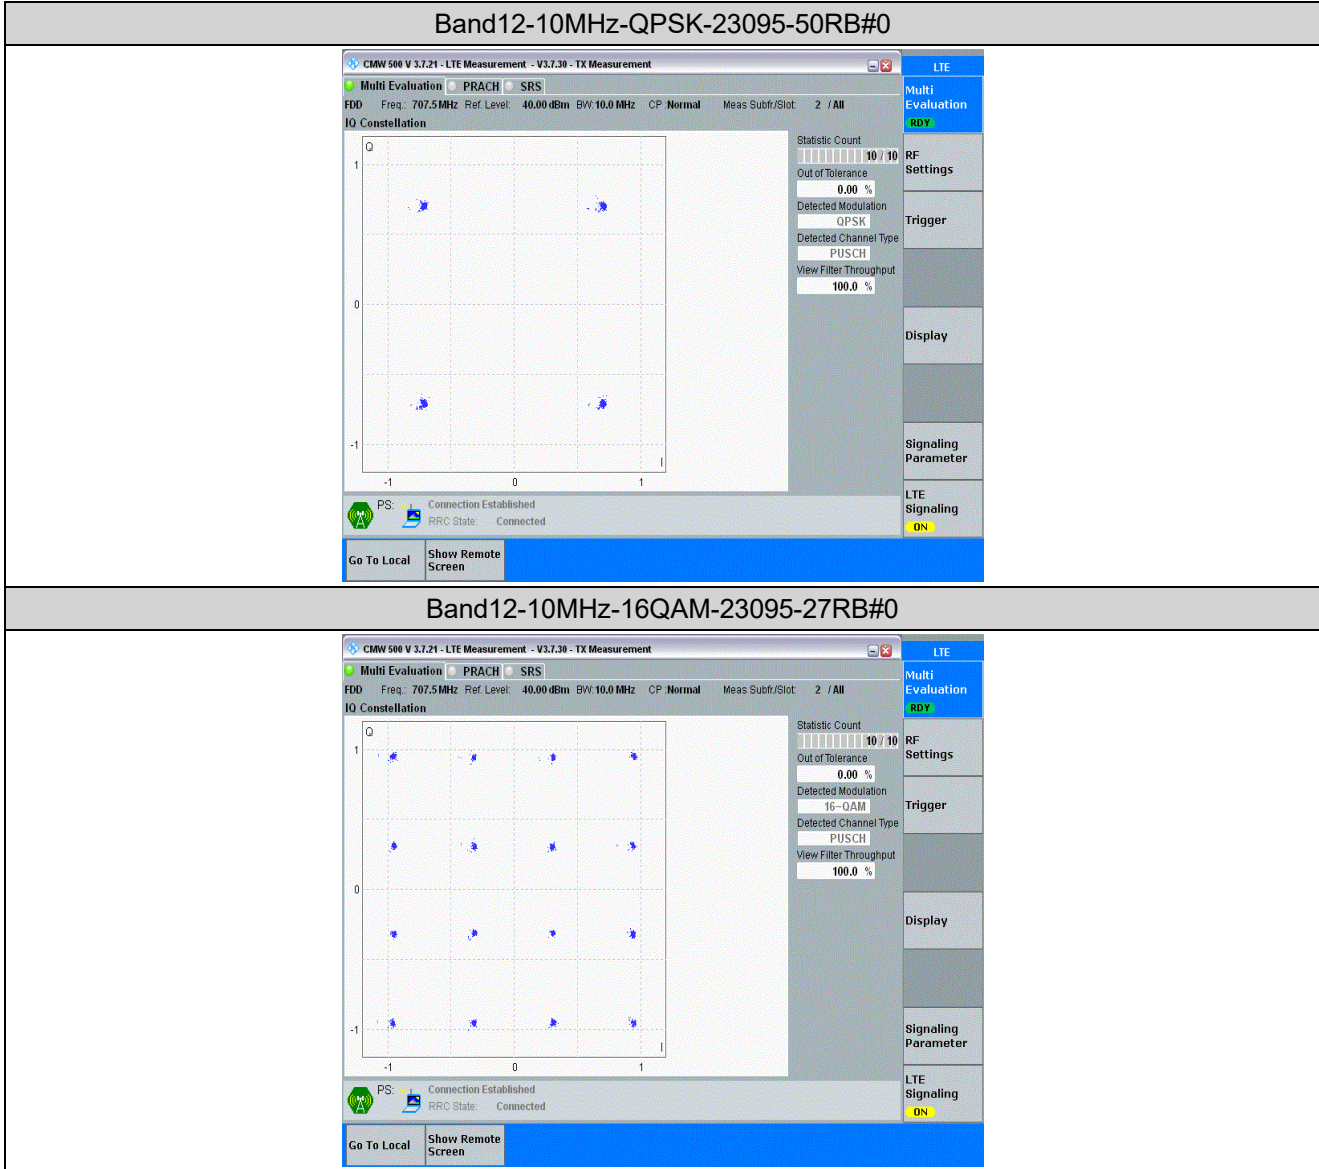 Band12-10MHz-QPSK-23095-50RB#0
CMW 500 V 3.7.21 - LTE Measurement - V3.7.30 - TX Measurement
LTE
Multi Evaluation PRACH SRS
Multi Evaluation
RDY
FDD Freq.: 707.5 MHz Ref. Level: 40.00 dBm BW: 10.0 MHz CP :Normal Meas Subfr./Slot: 2 / All
IQ Constellation
Q
1
0
-1
I
-1 0 1
Statistic Count
10 / 10
Out of Tolerance
0.00 %
Detected Modulation
QPSK
Detected Channel Type
PUSCH
View Filter Throughput
100.0 %
RF Settings
Trigger
Display
Signaling Parameter
LTE Signaling
ON
PS: Connection Established
RRC State: Connected
Go To Local
Show Remote Screen
Band12-10MHz-16QAM-23095-27RB#0
CMW 500 V 3.7.21 - LTE Measurement - V3.7.30 - TX Measurement
LTE
Multi Evaluation PRACH SRS
Multi Evaluation
RDY
FDD Freq.: 707.5 MHz Ref. Level: 40.00 dBm BW: 10.0 MHz CP :Normal Meas Subfr./Slot: 2 / All
IQ Constellation
Q
1
0
-1
I
-1 0 1
Statistic Count
10 / 10
Out of Tolerance
0.00 %
Detected Modulation
16-QAM
Detected Channel Type
PUSCH
View Filter Throughput
100.0 %
RF Settings
Trigger
Display
Signaling Parameter
LTE Signaling
ON
PS: Connection Established
RRC State: Connected
Go To Local
Show Remote Screen